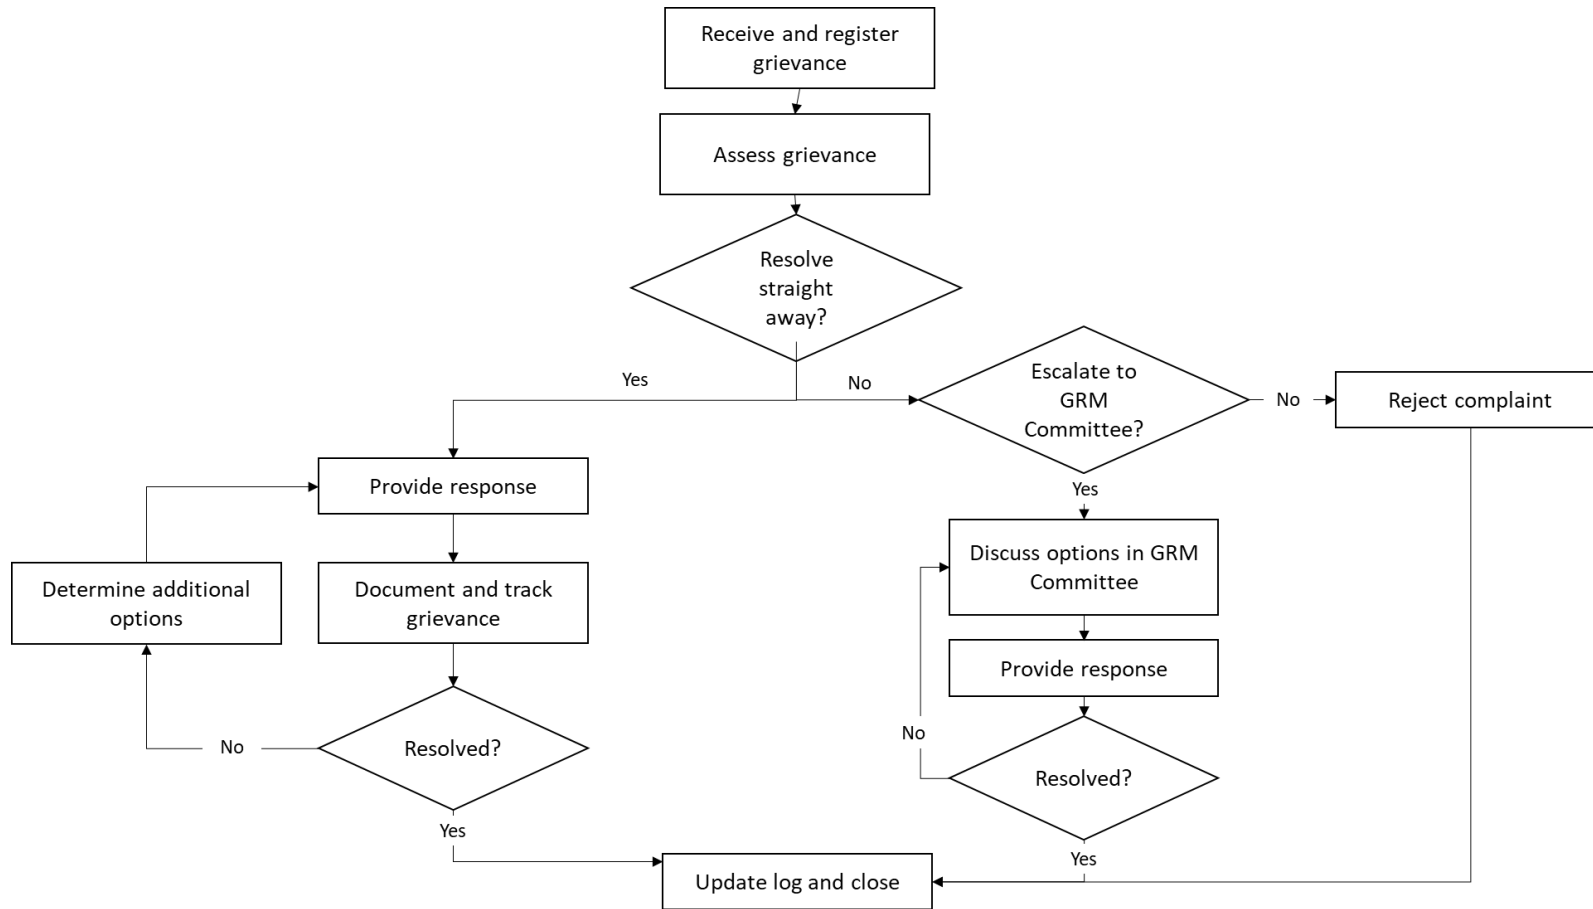 Receive and register
grievance
Assess grievance
Resolve
straight
away?
Yes
No
Escalate to
GRM
Committee?
No
Reject complaint
Provide response
Yes
Determine additional
options
Document and track
grievance
Discuss options in GRM
Committee
Provide response
No
Resolved?
No
Resolved?
Yes
Yes
Update log and close